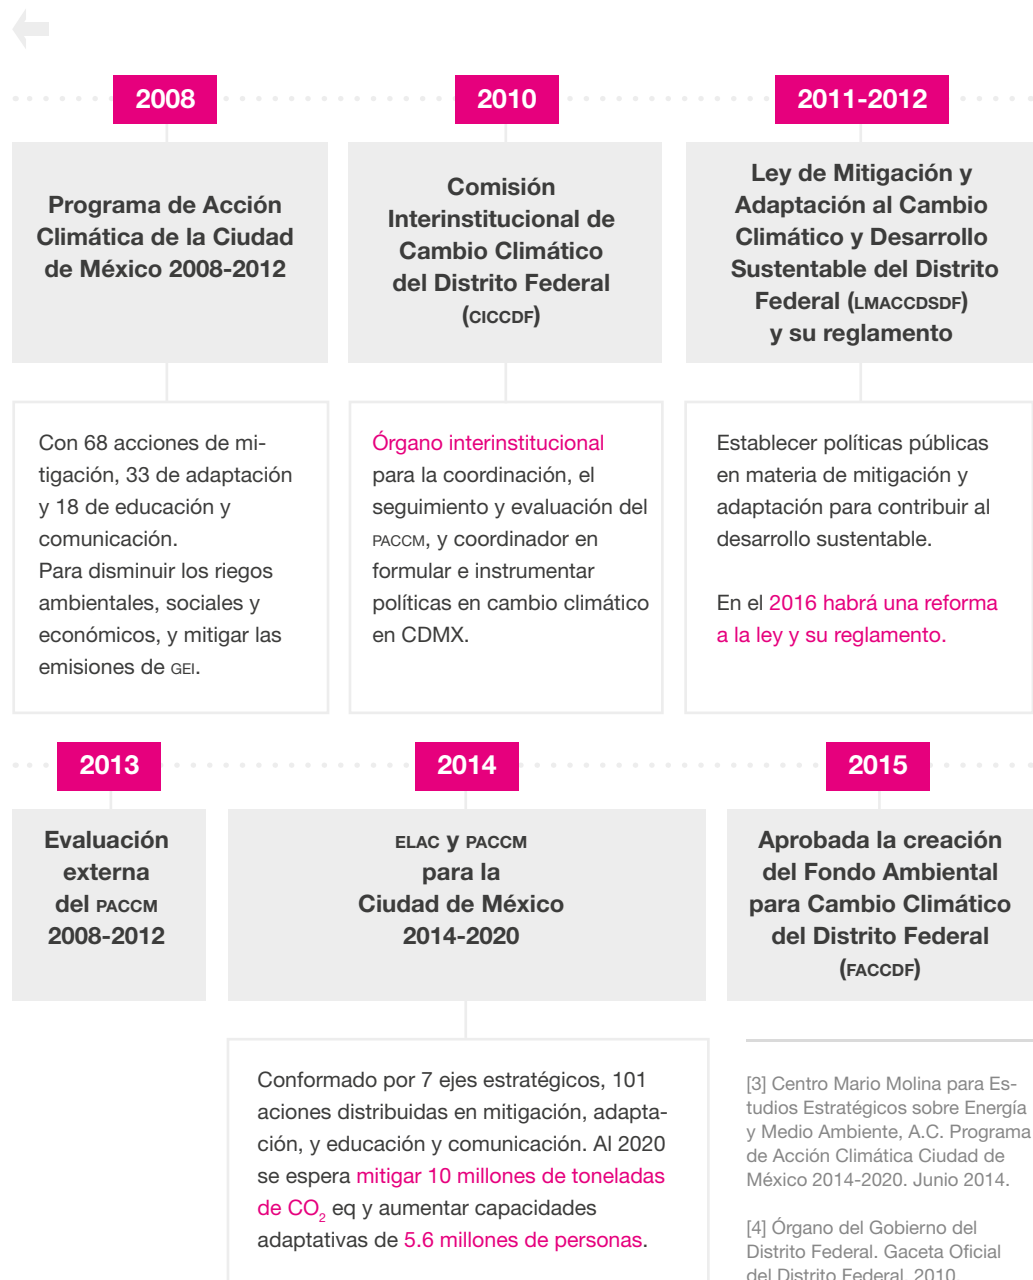 2008
Programa de Acción
Climática de la Ciudad
de México 2008-2012
Con 68 acciones de mi-
tigación, 33 de adaptación
y 18 de educación y
comunicación.
Para disminuir los riegos
ambientales, sociales y
económicos, y mitigar las
emisiones de GEI.
2010
Comisión
Interinstitucional de
Cambio Climático
del Distrito Federal
(CICCDF)
Órgano interinstitucional
para la coordinación, el
seguimiento y evaluación del
PACCM, y coordinador en
formular e instrumentar
políticas en cambio climático
en CDMX.
2011-2012
Ley de Mitigación y
Adaptación al Cambio
Climático y Desarrollo
Sustentable del Distrito
Federal (LMACCDSDF)
y su reglamento
Establecer políticas públicas
en materia de mitigación y
adaptación para contribuir al
desarrollo sustentable.
En el 2016 habrá una reforma
a la ley y su reglamento.
2013
Evaluación
externa
del PACCM
2008-2012
2014
ELAC y PACCM
para la
Ciudad de México
2014-2020
Conformado por 7 ejes estratégicos, 101
aciones distribuidas en mitigación, adapta-
ción, y educación y comunicación. Al 2020
se espera mitigar 10 millones de toneladas
de CO₂ eq y aumentar capacidades
adaptativas de 5.6 millones de personas.
2015
Aprobada la creación
del Fondo Ambiental
para Cambio Climático
del Distrito Federal
(FACCDF)
[3] Centro Mario Molina para Es-
tudios Estratégicos sobre Energía
y Medio Ambiente, A.C. Programa
de Acción Climática Ciudad de
México 2014-2020. Junio 2014.
[4] Órgano del Gobierno del
Distrito Federal. Gaceta Oficial
del Distrito Federal, 2010